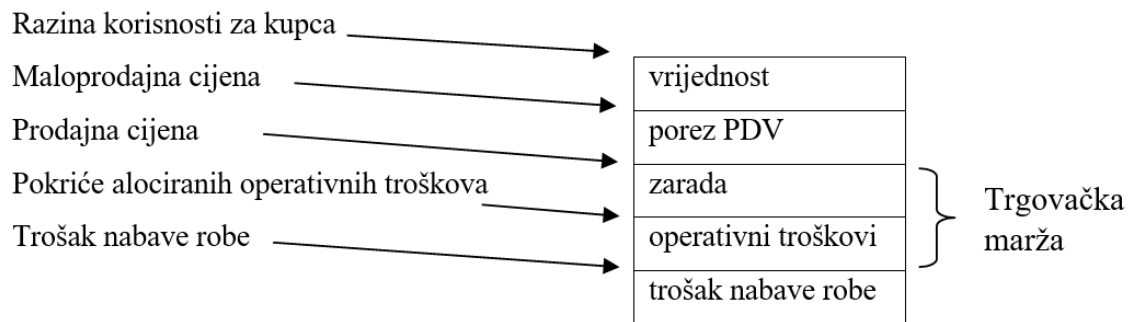 Razina korisnosti za kupca
Maloprodajna cijena
Prodajna cijena
Pokriće alociranih operativnih troškova
Trošak nabave robe
vrijednost
porez PDV
zarada
operativni troškovi
trošak nabave robe
Trgovačka
marža